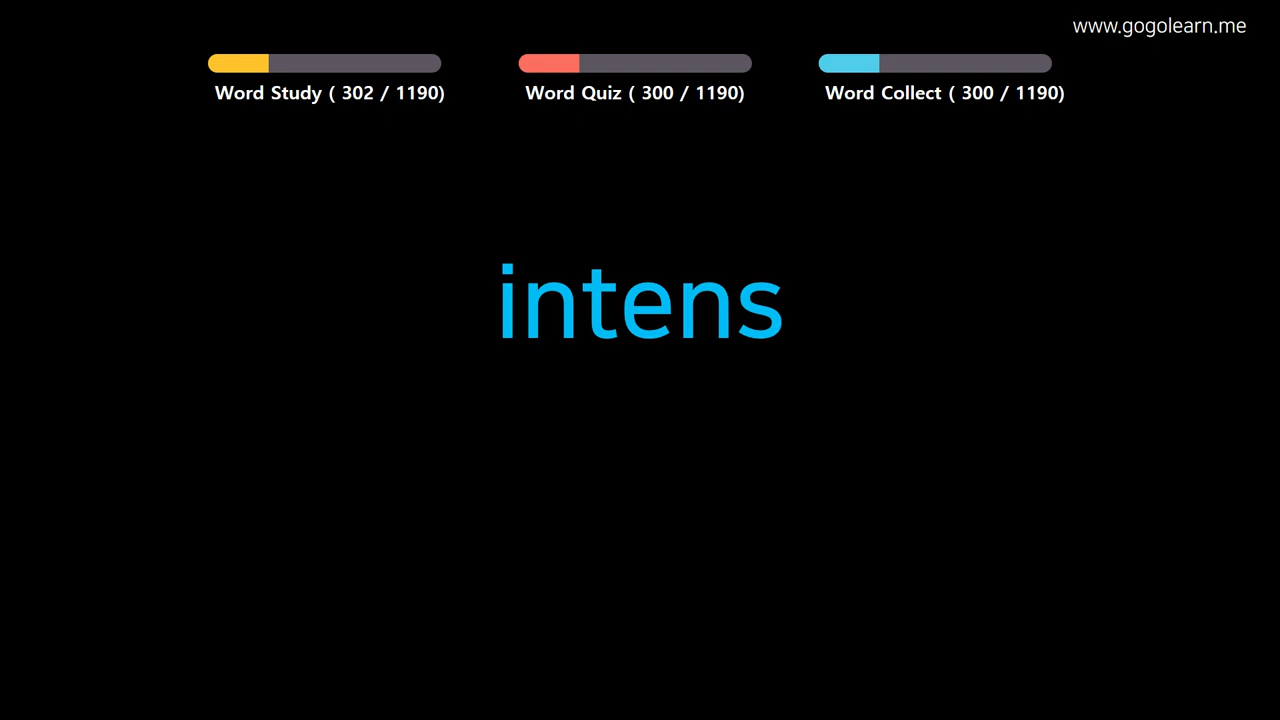 www.gogolearn.me
Word Study ( 302 / 1190)
Word Quiz ( 300 / 1190)
Word Collect ( 300 / 1190)
intens